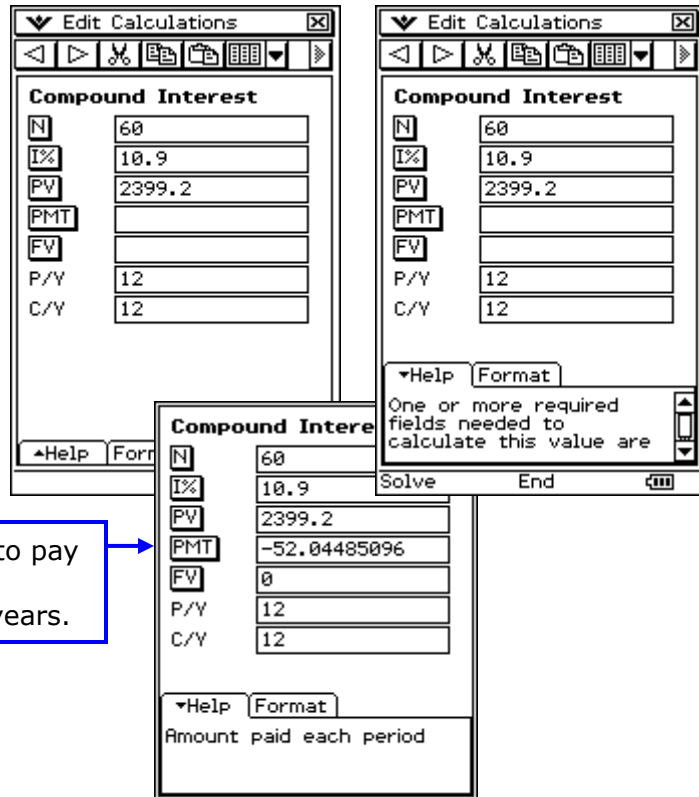 Edit Calculations
Compound Interest
N 60
I% 10.9
PV 2399.2
PMT
FV
P/Y 12
C/Y 12
Help
Edit Calculations
Compound Interest
N 60
I% 10.9
PV 2399.2
PMT
FV
P/Y 12
C/Y 12
Help Format
One or more required
fields needed to
calculate this value are
Solve End
to pay
years.
Compound
N 60
I% 10.9
PV 2399.2
PMT -52.04485096
FV 0
P/Y 12
C/Y 12
Help Format
Amount paid each period